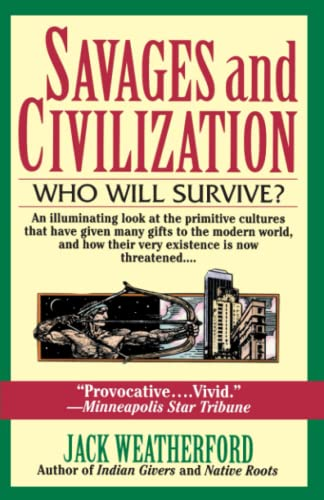 SAVAGES and
CIVILIZATION
WHO WILL SURVIVE?
An illuminating look at the primitive cultures
that have given many gifts to the modern world,
and how their very existence is now
threatened....
“Provocative....Vivid.”
—Minneapolis Star Tribune
JACK WEATHERFORD
Author of Indian Givers and Native Roots